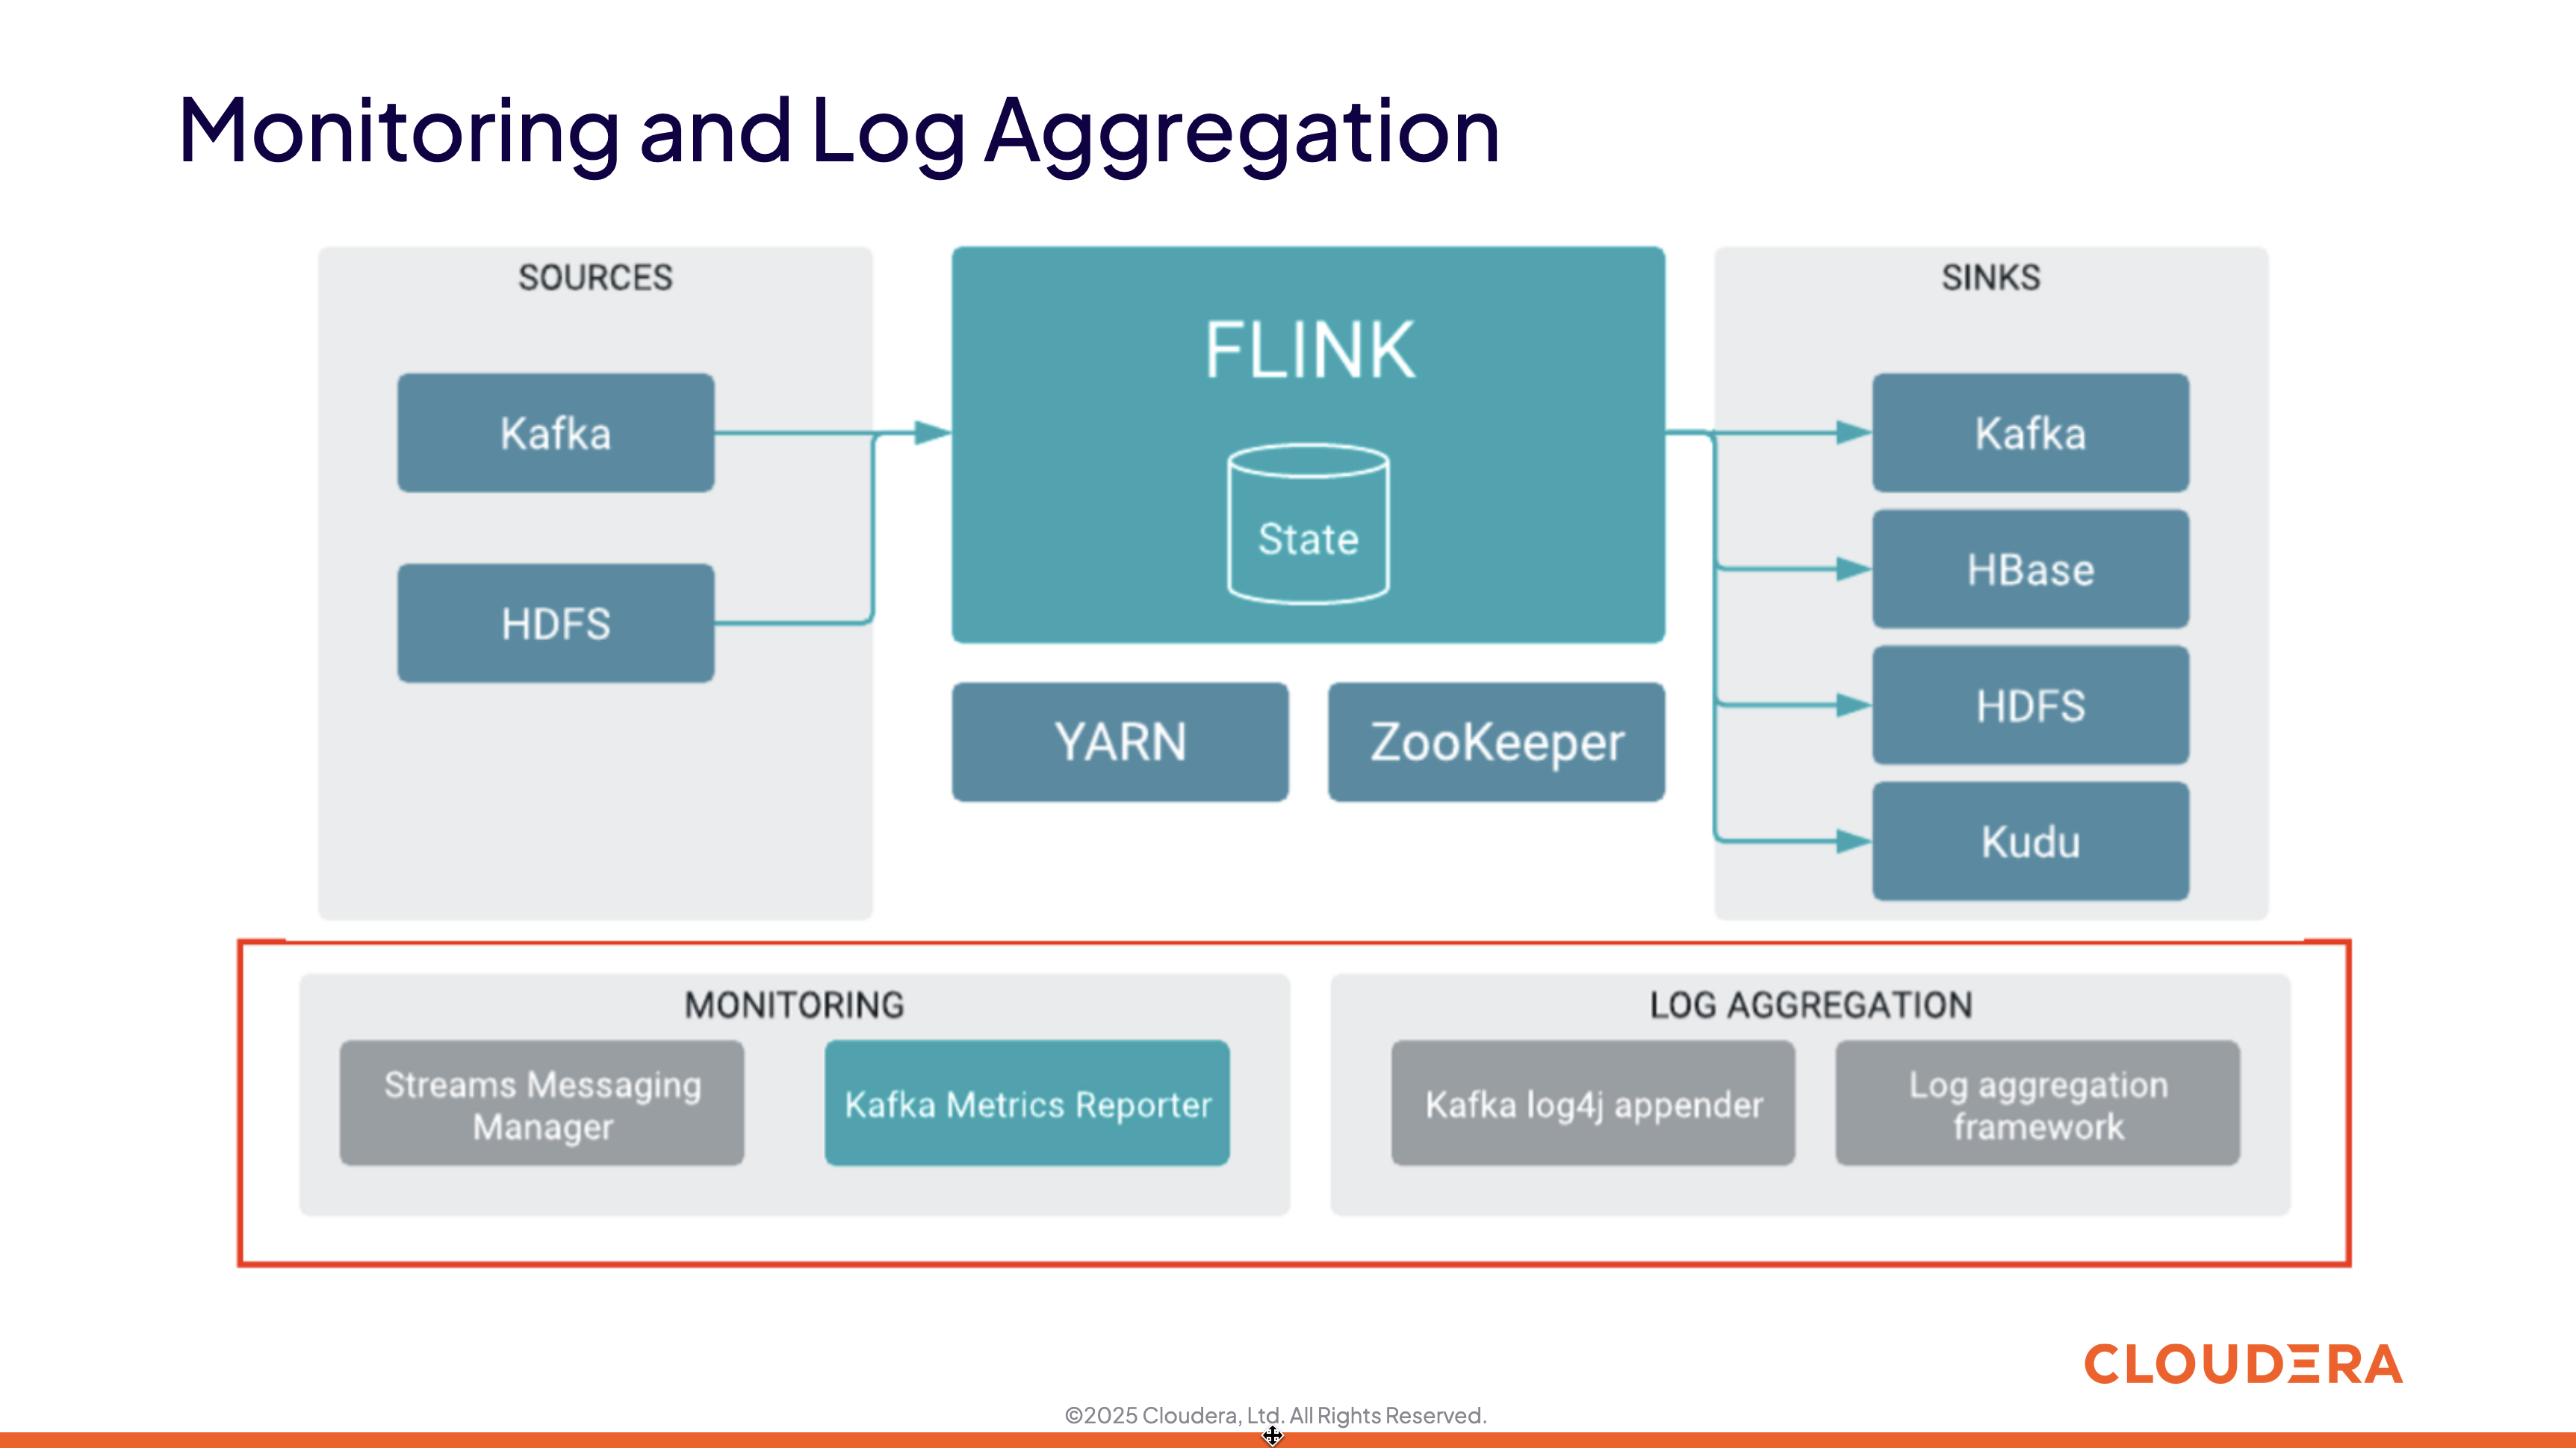 Monitoring and Log Aggregation
SOURCES
Kafka
HDFS
FLINK
State
YARN
ZooKeeper
SINKS
Kafka
HBase
HDFS
Kudu
MONITORING
Streams Messaging
Manager
Kafka Metrics Reporter
LOG AGGREGATION
Kafka log4j appender
Log aggregation
framework
CLOUDERA
©2025 Cloudera, Ltd. All Rights Reserved.